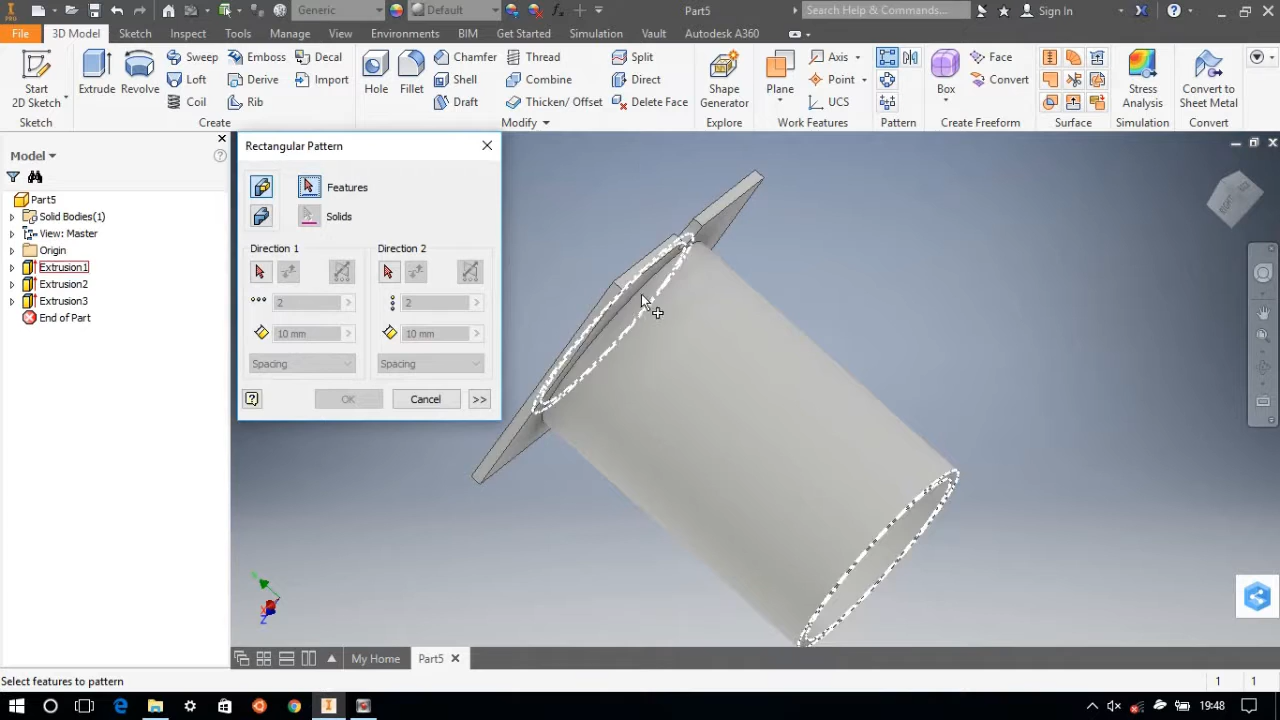 PRO
Generic
Default
fx
Part5
Search Help & Commands...
Sign In
File 3D Model Sketch Inspect Tools Manage View Environments BIM Get Started Simulation Vault Autodesk A360
Start
2D Sketch
Extrude
Revolve
Sweep
Loft
Coil
Emboss
Derive
Rib
Decal
Import
Hole
Fillet
Chamfer
Shell
Draft
Thread
Combine
Thicken/ Offset
Split
Direct
Delete Face
Shape
Generator
Plane
Axis
Point
UCS
Box
Face
Convert
Stress
Analysis
Convert to
Sheet Metal
Sketch Create Modify Explore Work Features Pattern Create Freeform Surface Simulation Convert
Model
Part5
Solid Bodies(1)
View: Master
Origin
Extrusion1
Extrusion2
Extrusion3
End of Part
Rectangular Pattern
Features
Solids
Direction 1 Direction 2
2 2
10 mm 10 mm
Spacing Spacing
OK Cancel >>
X
Z
My Home Part5
Select features to pattern 1 1
19:48